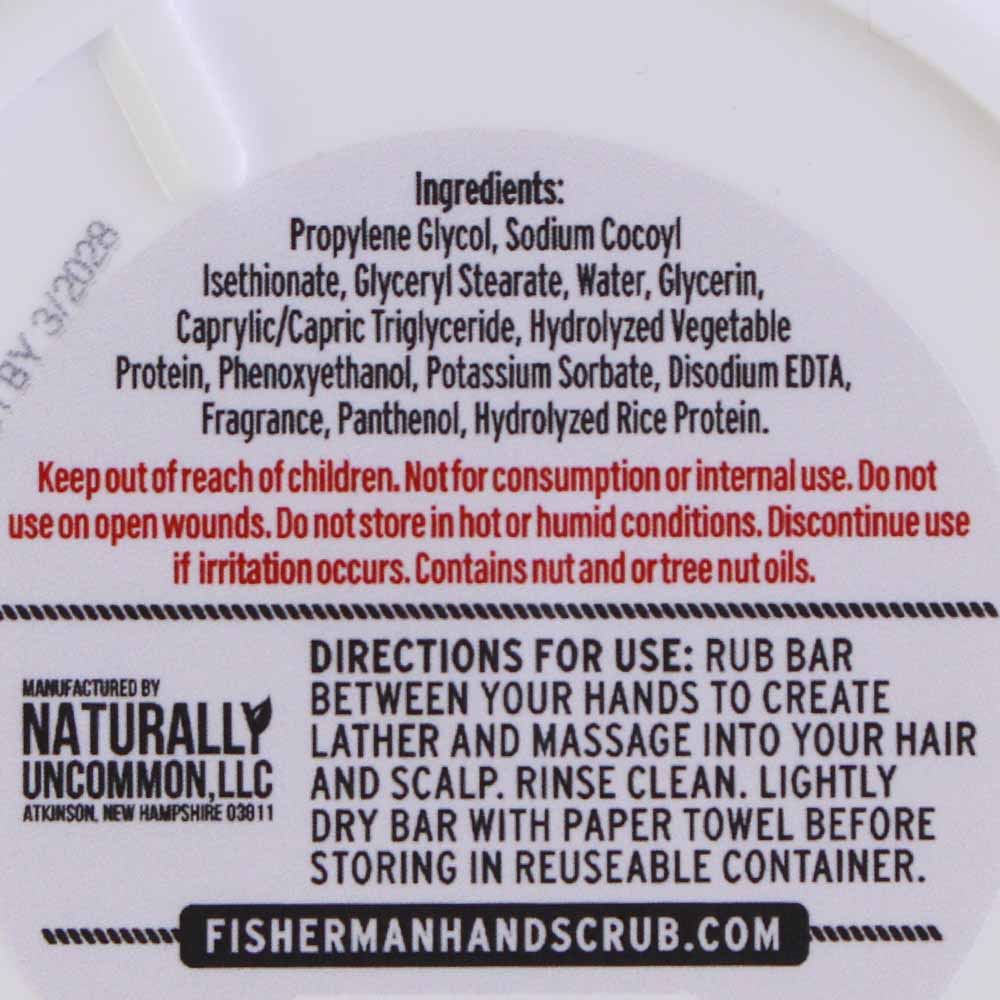 Ingredients:
Propylene Glycol, Sodium Cocoyl
Isethionate, Glyceryl Stearate, Water, Glycerin,
Caprylic/Capric Triglyceride, Hydrolyzed Vegetable
Protein, Phenoxyethanol, Potassium Sorbate, Disodium EDTA,
Fragrance, Panthenol, Hydrolyzed Rice Protein.
Keep out of reach of children. Not for consumption or internal use. Do not
use on open wounds. Do not store in hot or humid conditions. Discontinue use
if irritation occurs. Contains nut and or tree nut oils.
BY 3/2028
MANUFACTURED BY
NATURALLY
UNCOMMON, LLC
ATKINSON, NEW HAMPSHIRE 03811
DIRECTIONS FOR USE: RUB BAR
BETWEEN YOUR HANDS TO CREATE
LATHER AND MASSAGE INTO YOUR HAIR
AND SCALP. RINSE CLEAN. LIGHTLY
DRY BAR WITH PAPER TOWEL BEFORE
STORING IN REUSEABLE CONTAINER.
FISHERMANHANDSCRUB.COM